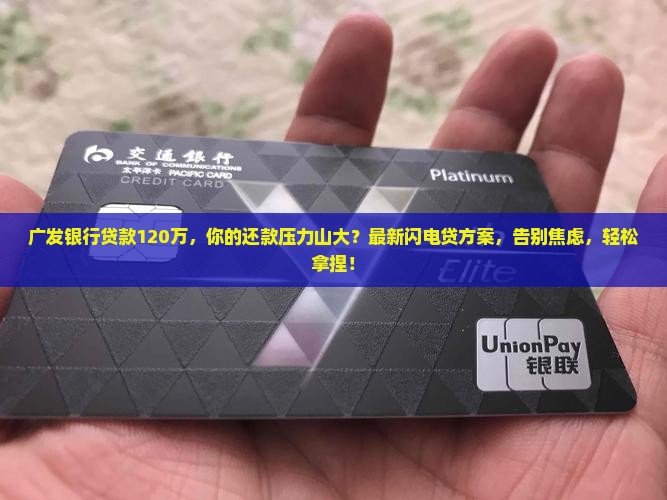 交通銀行
BANK OF COMMUNICATIONS
太平洋卡 PACIFIC CARD
CREDIT CARD
Platinum
广发银行贷款120万，你的还款压力山大？最新闪电贷方案，告别焦虑，轻松
拿捏！
Elite
UnionPay
银联